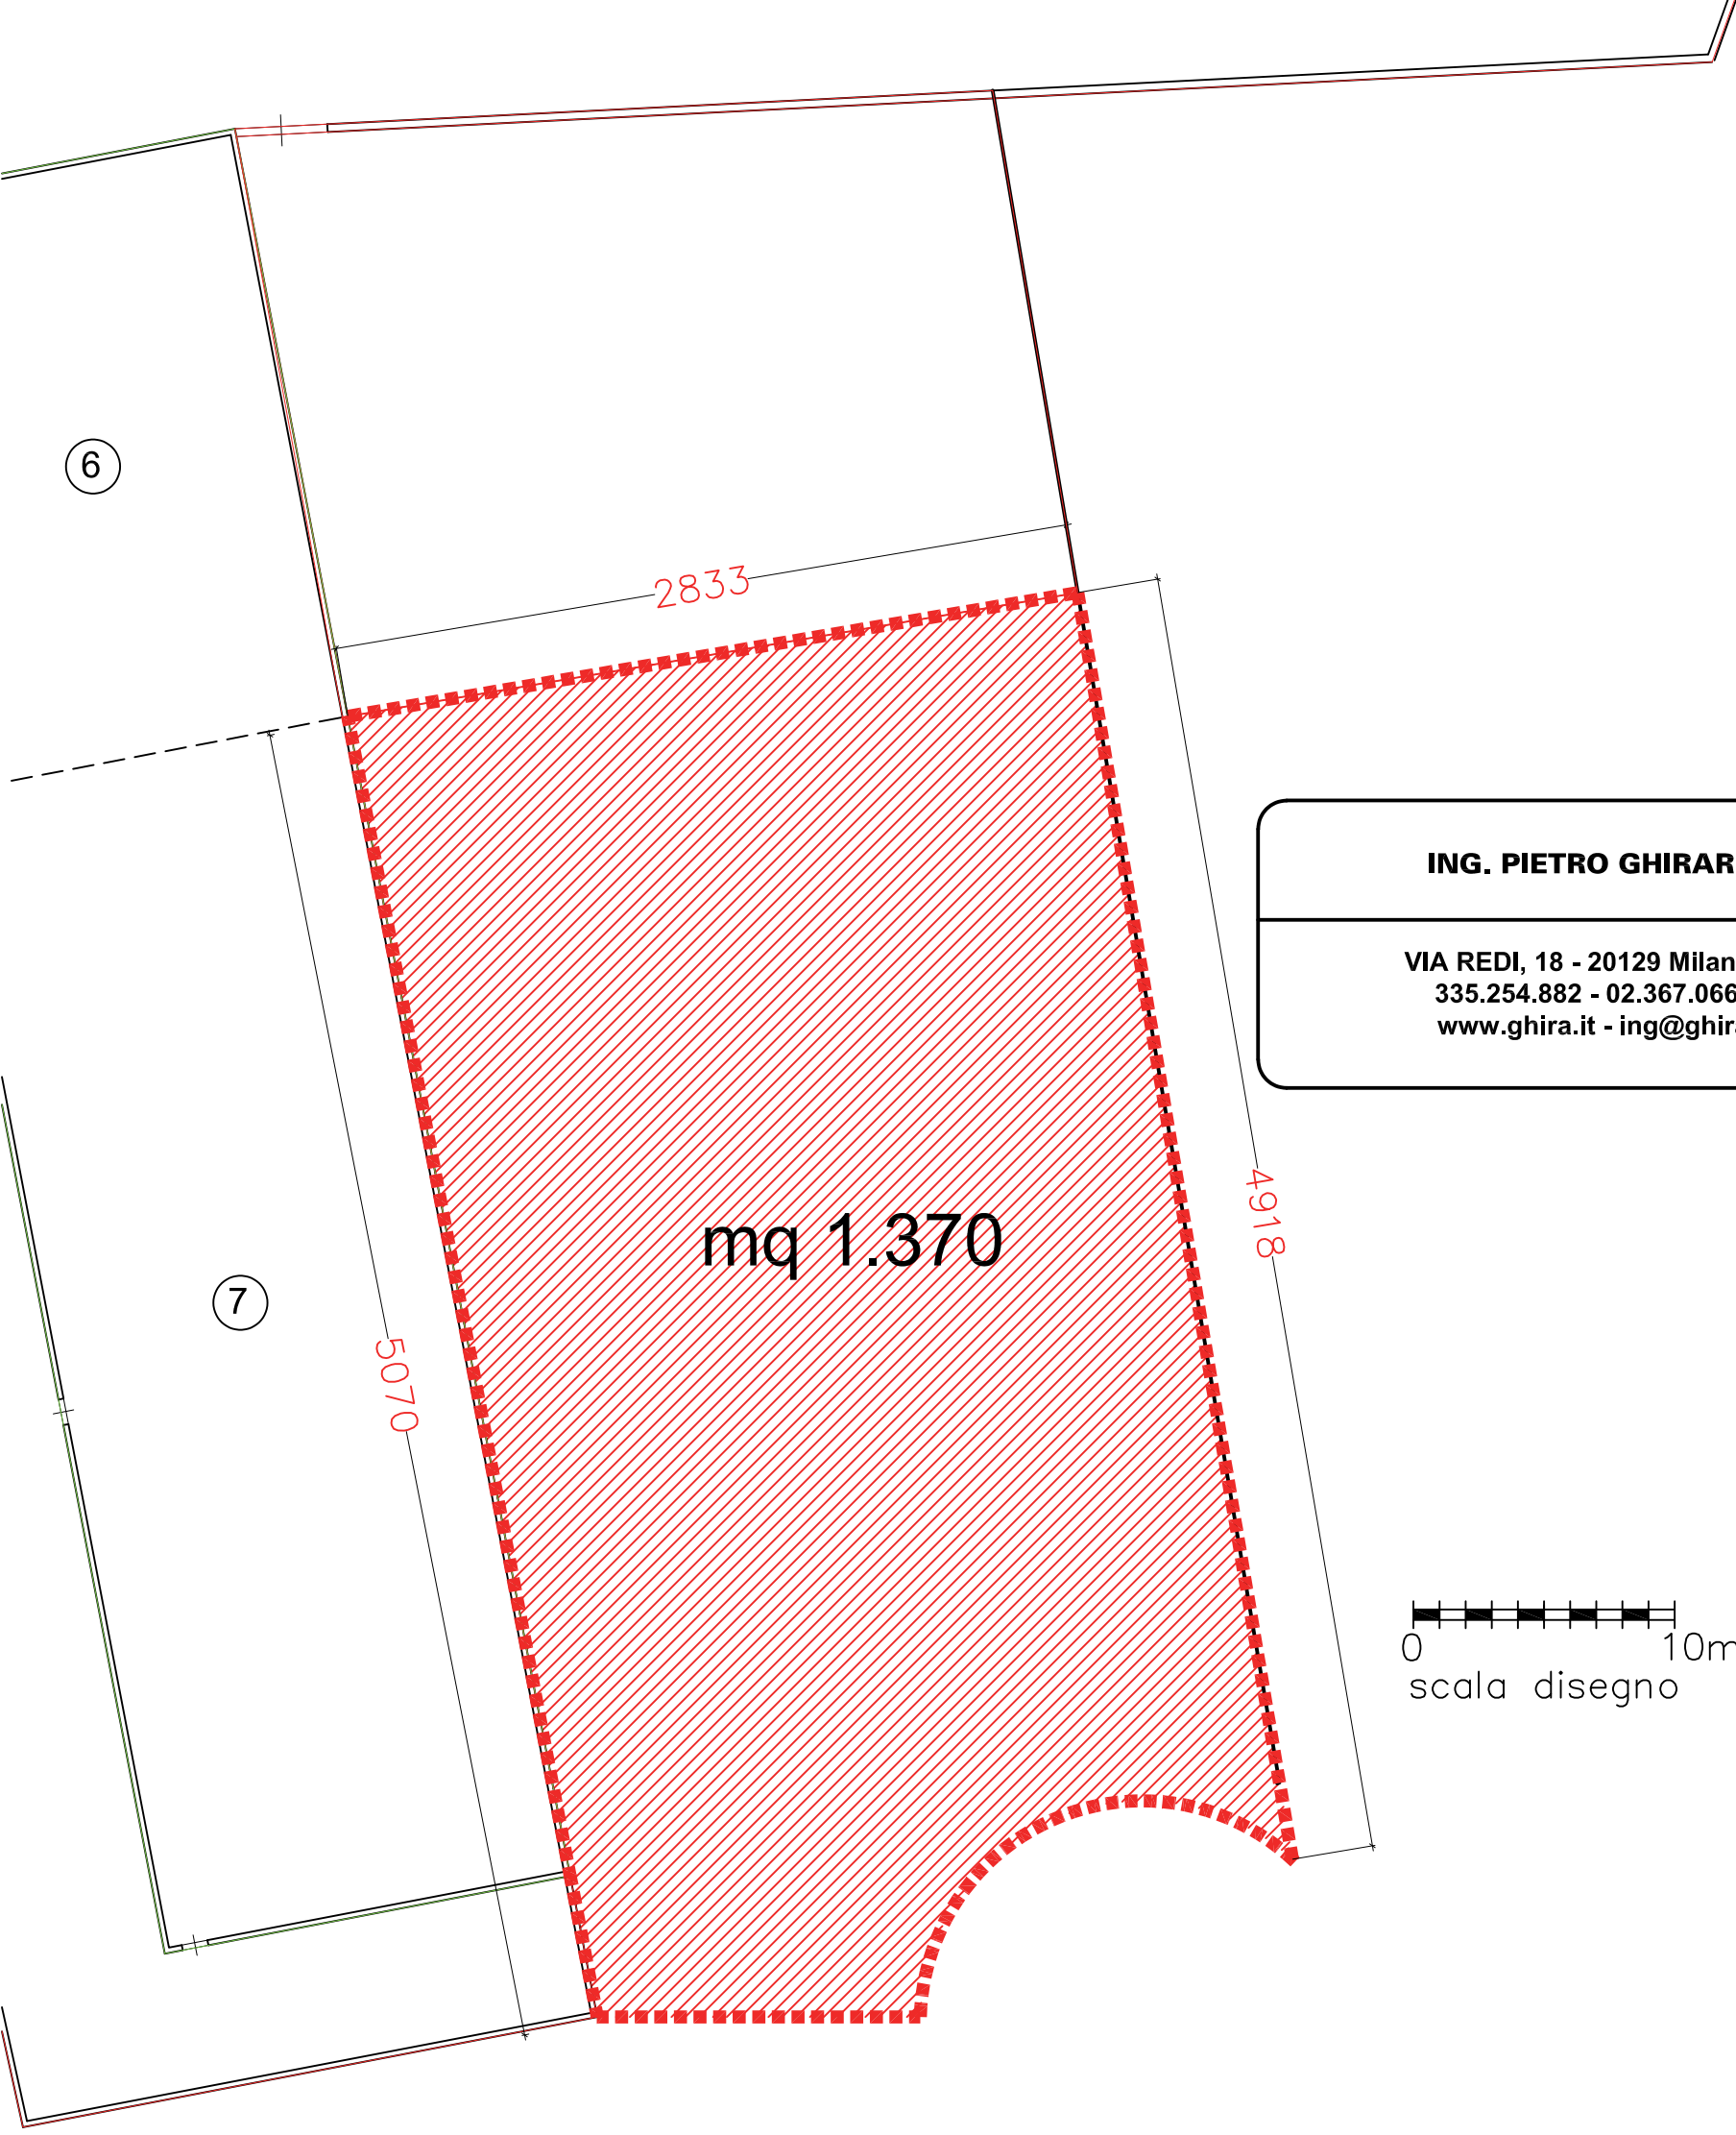 6
2833
ING. PIETRO GHIRAR
VIA REDI, 18 - 20129 Milan
335.254.882 - 02.367.066
www.ghira.it - ing@ghir
4918
mq 1.370
7
5070
0 10m
scala disegno